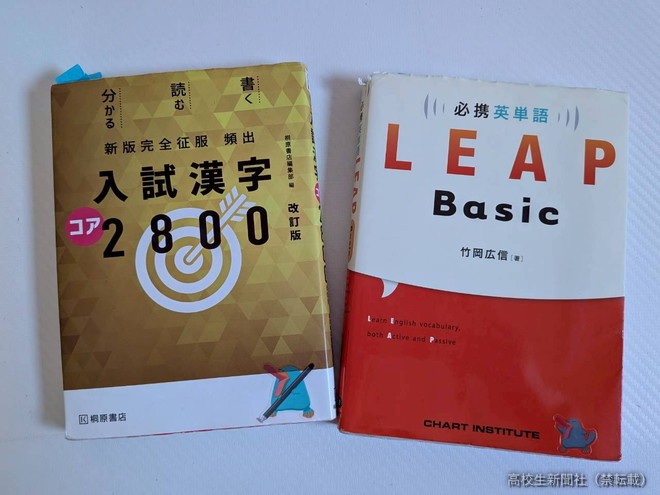 書く
読む
分かる
新版完全征服 頻出
桐原書店編集部 編
入試漢字
コア
2800
改訂版
K 桐原書店
必携英単語
LEAP
Basic
竹岡広信[著]
Learn English vocabulary,
both Active and Passive.
CHART INSTITUTE
LEAP
高校生新聞社(禁転載)